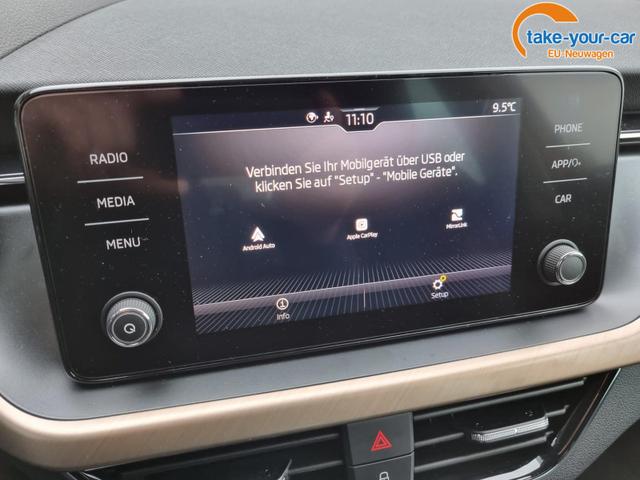 take-your-car
EU-Neuwagen
11:10
9.5°C
RADIO
MEDIA
MENU
PHONE
APP/
CAR
Verbinden Sie Ihr Mobilgerät über USB oder
klicken Sie auf "Setup" - "Mobile Geräte".
Android Auto
Apple CarPlay
MirrorLink
Info
Setup